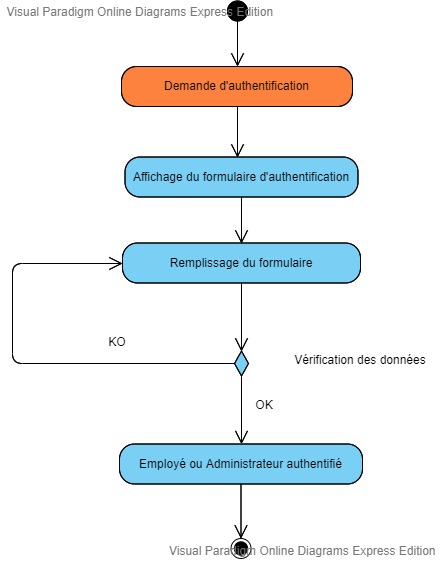 Visual Paradigm Online Diagrams Express Edition
Demande d'authentification
Affichage du formulaire d'authentification
Remplissage du formulaire
KO
Vérification des données
OK
Employé ou Administrateur authentifié
Visual Paradigm Online Diagrams Express Edition